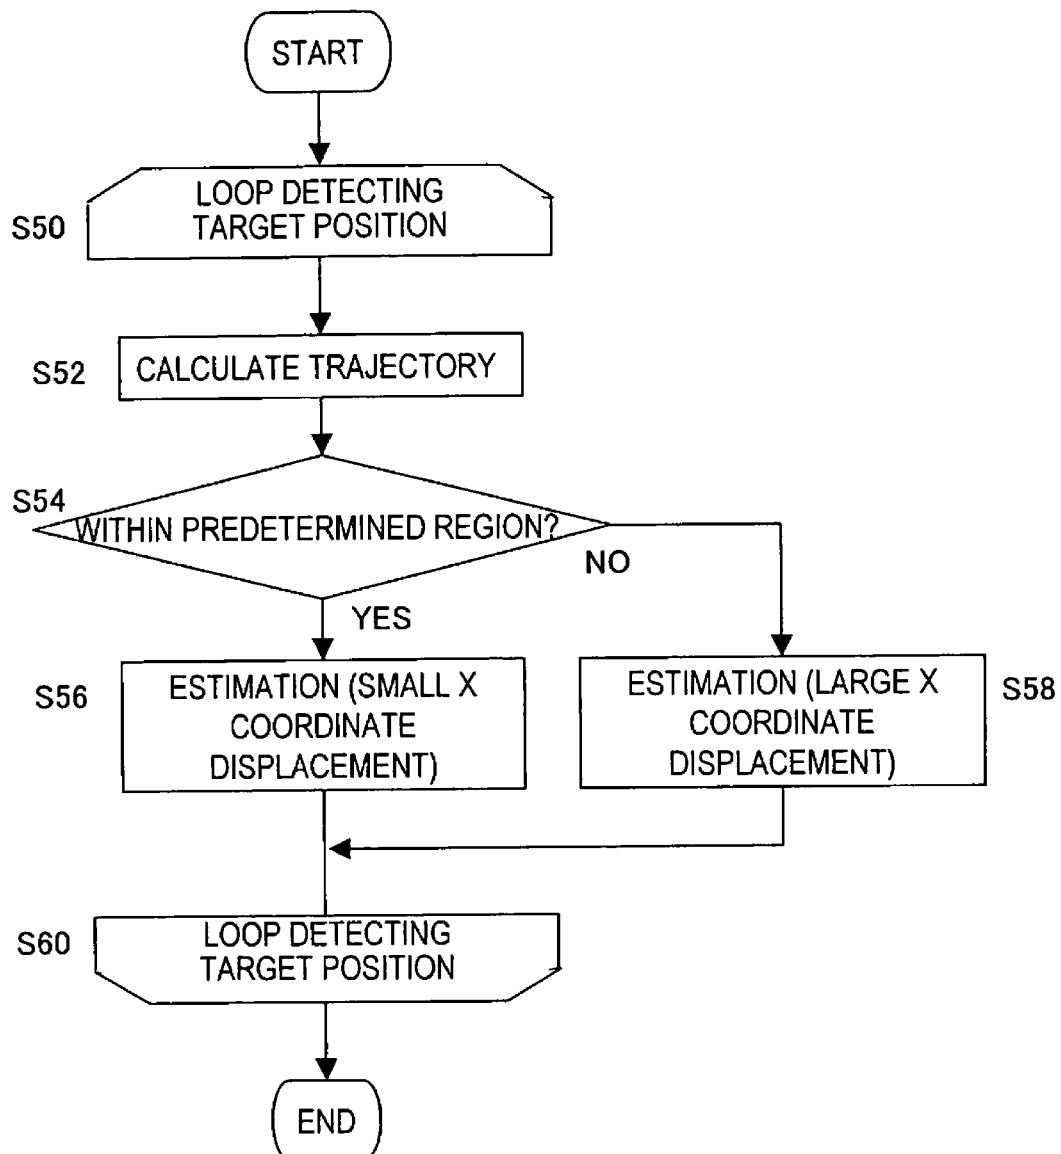 START
S50
LOOP DETECTING
TARGET POSITION
S52
CALCULATE TRAJECTORY
S54
WITHIN PREDETERMINED REGION?
NO
YES
S56
ESTIMATION (SMALL X
COORDINATE
DISPLACEMENT)
ESTIMATION (LARGE X
COORDINATE
DISPLACEMENT)
S58
S60
LOOP DETECTING
TARGET POSITION
END